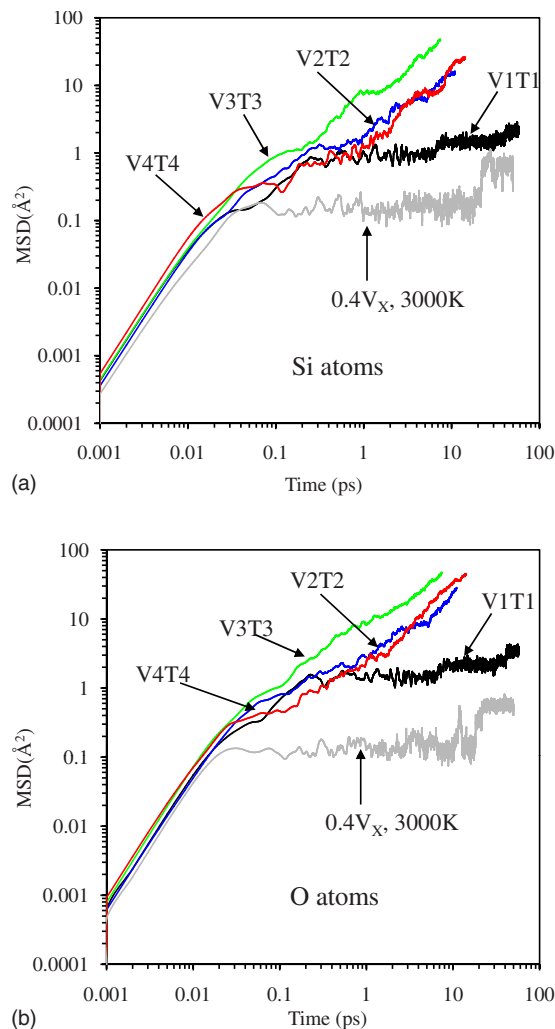 100
10
1
0.1
0.01
0.001
0.0001
MSD(Å²)
V2T2
V1T1
V3T3
V4T4
0.4V_X, 3000K
Si atoms
0.001 0.01 0.1 1 10 100
(a)
Time (ps)
100
10
1
0.1
0.01
0.001
0.0001
MSD(Å²)
V2T2
V1T1
V3T3
V4T4
0.4V_X, 3000K
O atoms
0.001 0.01 0.1 1 10 100
(b)
Time (ps)